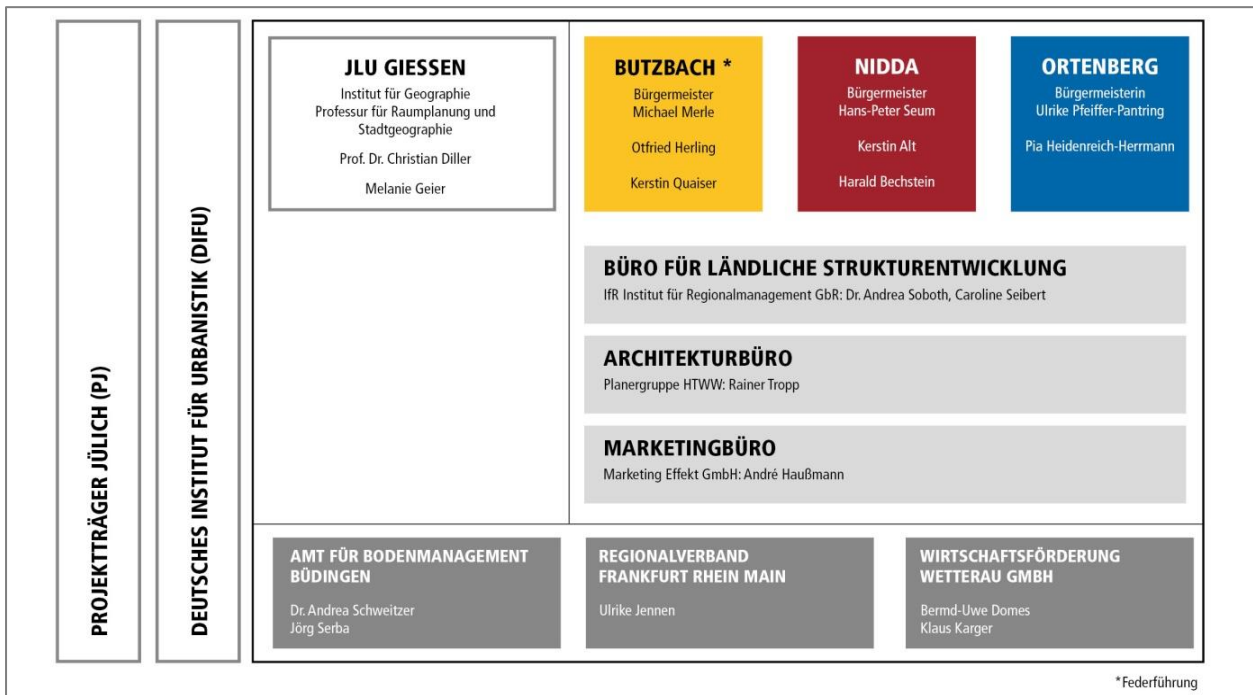 PROJEKTTRÄGER JÜLICH (PJ)
DEUTSCHES INSTITUT FÜR URBANISTIK (DIFU)
JLU GIESSEN
Institut für Geographie
Professur für Raumplanung und
Stadtgeographie
Prof. Dr. Christian Diller
Melanie Geier
BUTZBACH *
Bürgermeister
Michael Merle
Otfried Herling
Kerstin Quaiser
NIDDA
Bürgermeister
Hans-Peter Seum
Kerstin Alt
Harald Bechstein
ORTENBERG
Bürgermeisterin
Ulrike Pfeiffer-Pantring
Pia Heidenreich-Herrmann
BÜRO FÜR LÄNDLICHE STRUKTURENTWICKLUNG
IfR Institut für Regionalmanagement GbR: Dr. Andrea Soboth, Caroline Seibert
ARCHITEKTURBÜRO
Planergruppe HTWW: Rainer Tropp
MARKETINGBÜRO
Marketing Effekt GmbH: André Haußmann
AMT FÜR BODENMANAGEMENT
BÜDINGEN
Dr. Andrea Schweitzer
Jörg Serba
REGIONALVERBAND
FRANKFURT RHEIN MAIN
Ulrike Jennen
WIRTSCHAFTSFÖRDERUNG
WETTERAU GMBH
Bermd-Uwe Domes
Klaus Karger
*Federführung